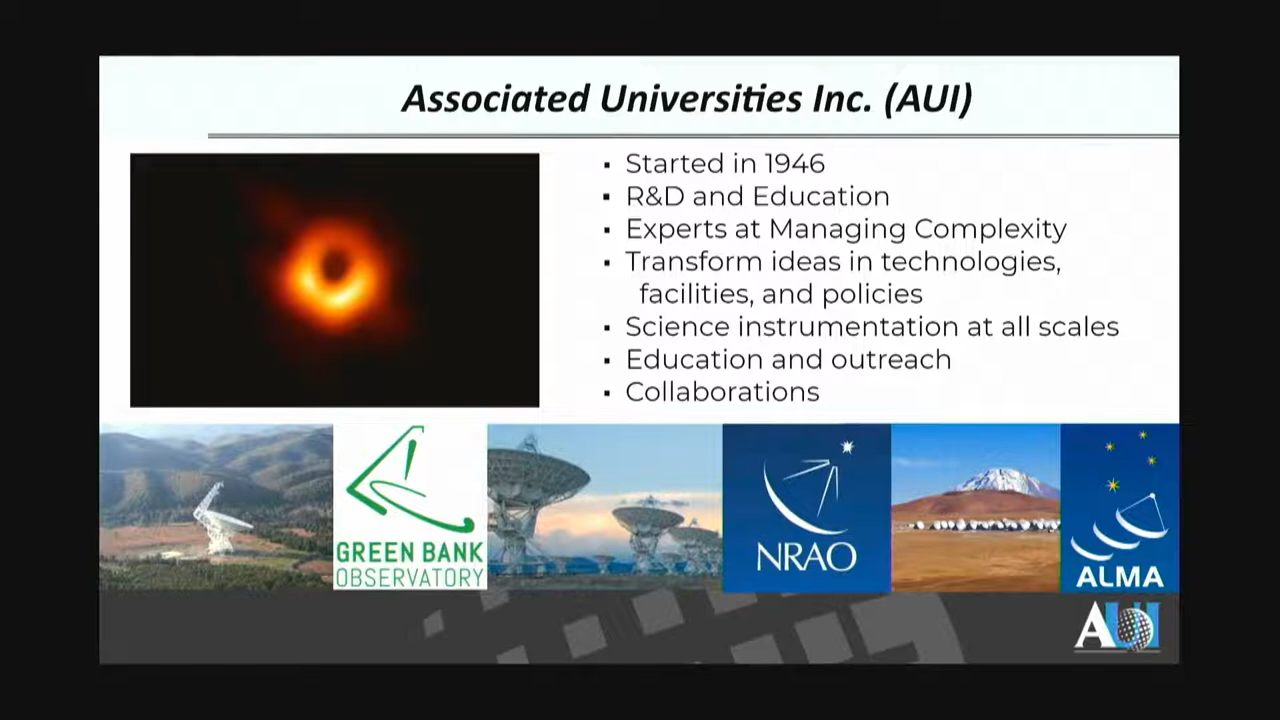 Associated Universities Inc. (AUI)
▪ Started in 1946
▪ R&D and Education
▪ Experts at Managing Complexity
▪ Transform ideas in technologies,
facilities, and policies
▪ Science instrumentation at all scales
▪ Education and outreach
▪ Collaborations
GREEN BANK
OBSERVATORY
NRAO
ALMA
AUI